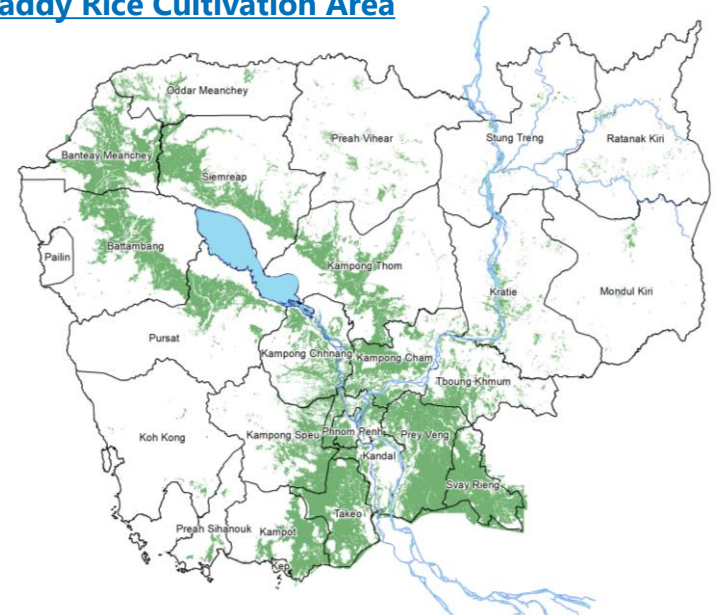 addy Rice Cultivation Area
Oddar Meanchey
Preah Vihear
Stung Treng
Ratanak Kiri
Banteay Meanchey
Siemreap
Battambang
Pailin
Kampong Thom
Kratie
Mondul Kiri
Pursat
Kampong Chhnang
Kampong Cham
Tboung Khmum
Koh Kong
Kampong Speu
Phnom Penh
Prey Veng
Kandal
Svay Rieng
Takeo
Preah Sihanouk
Kampot
Kep